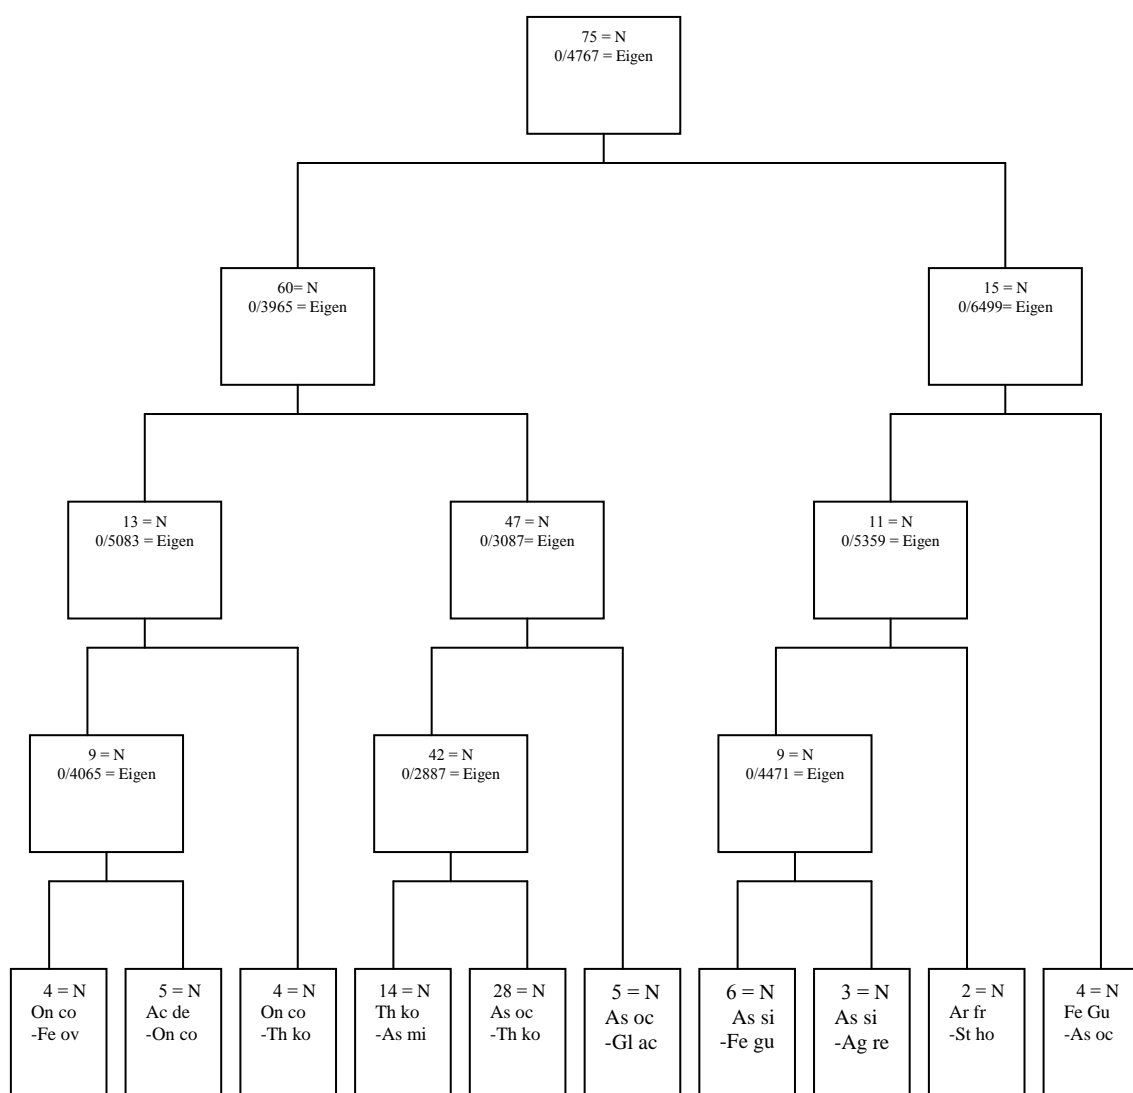 75 = N
0/4767 = Eigen
60= N
0/3965 = Eigen
15 = N
0/6499= Eigen
13 = N
0/5083 = Eigen
47 = N
0/3087= Eigen
11 = N
0/5359 = Eigen
9 = N
0/4065 = Eigen
42 = N
0/2887 = Eigen
9 = N
0/4471 = Eigen
4 = N
On co
-Fe ov
5 = N
Ac de
-On co
4 = N
On co
-Th ko
14 = N
Th ko
-As mi
28 = N
As oc
-Th ko
5 = N
As oc
-Gl ac
6 = N
As si
-Fe gu
3 = N
As si
-Ag re
2 = N
Ar fr
-St ho
4 = N
Fe Gu
-As oc